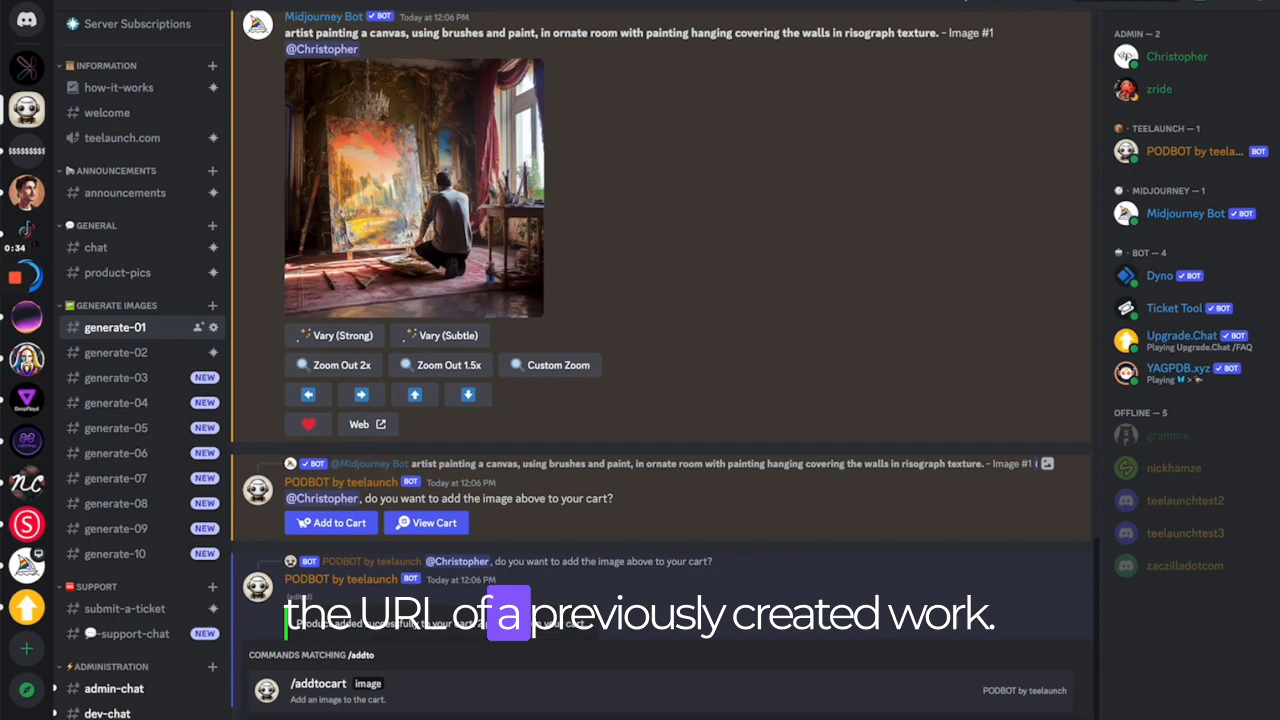 Server Subscriptions
INFORMATION
how-it-works
welcome
teelaunch.com
ANNOUNCEMENTS
announcements
GENERAL
chat
product-pics
GENERATE IMAGES
generate-01
generate-02
generate-03 NEW
generate-04 NEW
generate-05 NEW
generate-06 NEW
generate-07 NEW
generate-08 NEW
generate-09 NEW
generate-10 NEW
SUPPORT
submit-a-ticket
-support-chat
ADMINISTRATION
admin-chat
dev-chat
$$$$$$$$$
0:34
DeepFloyd
nc
S
Midjourney Bot BOT Today at 12:06 PM
artist painting a canvas, using brushes and paint, in ornate room with painting hanging covering the walls in risograph texture. - Image #1
@Christopher
Vary (Strong) Vary (Subtle)
Zoom Out 2x Zoom Out 1.5x Custom Zoom
Web
BOT @Midjourney Bot artist painting a canvas, using brushes and paint, in ornate room with painting hanging covering the walls in risograph texture. - Image #1
PODBOT by teelaunch BOT Today at 12:06 PM
@Christopher, do you want to add the image above to your cart?
Add to Cart View Cart
BOT PODBOT by teelaunch @Christopher, do you want to add the image above to your cart?
PODBOT by teelaunch BOT Today at 12:06 PM
(edited)
Product added successfully to your cart
the URL of a previously created work.
COMMANDS MATCHING /addto
/addtocart image
Add an image to the cart.
PODBOT by teelaunch
ADMIN — 2
Christopher
zride
· TEELAUNCH — 1
PODBOT by teela... BOT
· MIDJOURNEY — 1
Midjourney Bot BOT
· BOT — 4
Dyno BOT
Ticket Tool BOT
Upgrade.Chat BOT
Playing Upgrade.Chat /FAQ
YAGPDB.xyz BOT
Playing
OFFLINE — 5
gramma
nickhamze
teelaunchtest2
teelaunchtest3
zaczilladotcom